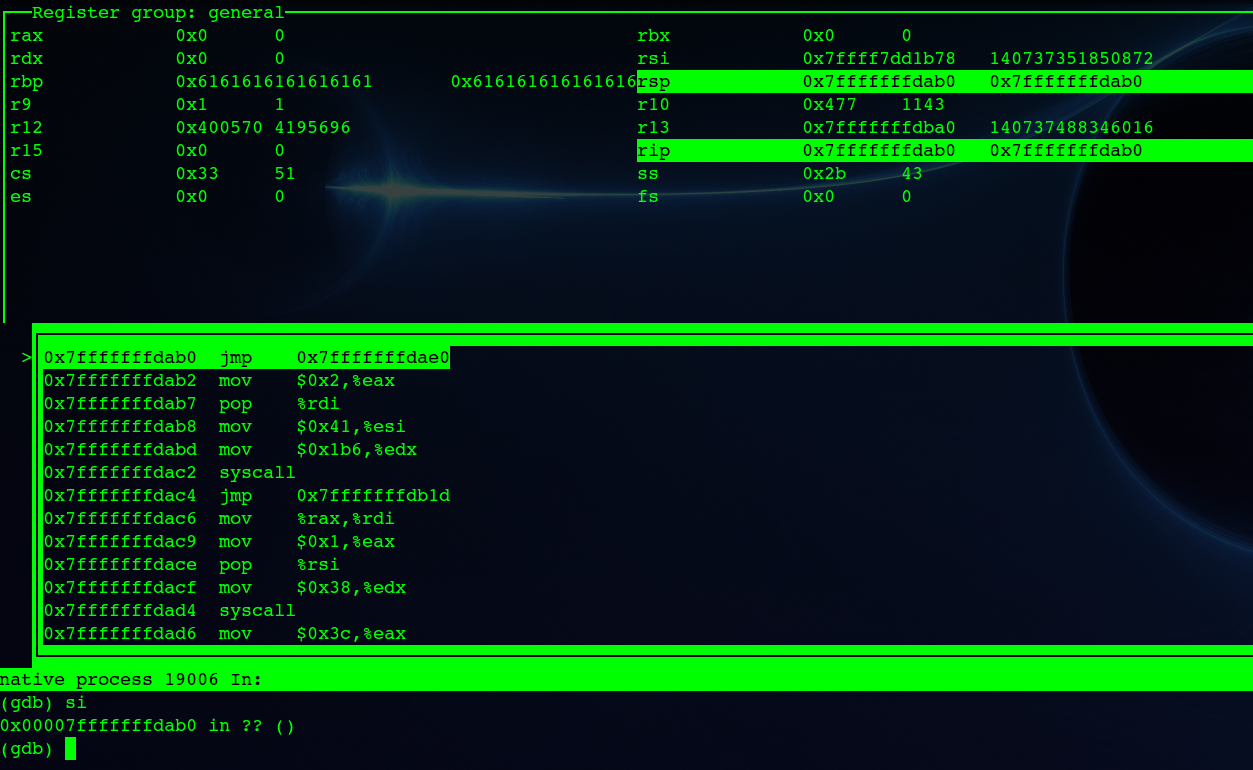 Register group: general
rax 0x0 0 rbx 0x0 0
rdx 0x0 0 rsi 0x7ffff7dd1b78 140737351850872
rbp 0x6161616161616161 0x616161616161616rsp 0x7fffffffdab0 0x7fffffffdab0
r9 0x1 1 r10 0x477 1143
r12 0x400570 4195696 r13 0x7fffffffdba0 140737488346016
r15 0x0 0 rip 0x7fffffffdab0 0x7fffffffdab0
cs 0x33 51 ss 0x2b 43
es 0x0 0 fs 0x0 0
>0x7fffffffdab0 jmp 0x7fffffffdae0
0x7fffffffdab2 mov $0x2,%eax
0x7fffffffdab7 pop %rdi
0x7fffffffdab8 mov $0x41,%esi
0x7fffffffdabd mov $0x1b6,%edx
0x7fffffffdac2 syscall
0x7fffffffdac4 jmp 0x7fffffffdb1d
0x7fffffffdac6 mov %rax,%rdi
0x7fffffffdac9 mov $0x1,%eax
0x7fffffffdace pop %rsi
0x7fffffffdacf mov $0x38,%edx
0x7fffffffdad4 syscall
0x7fffffffdad6 mov $0x3c,%eax
native process 19006 In:
(gdb) si
0x00007fffffffdab0 in ?? ()
(gdb)